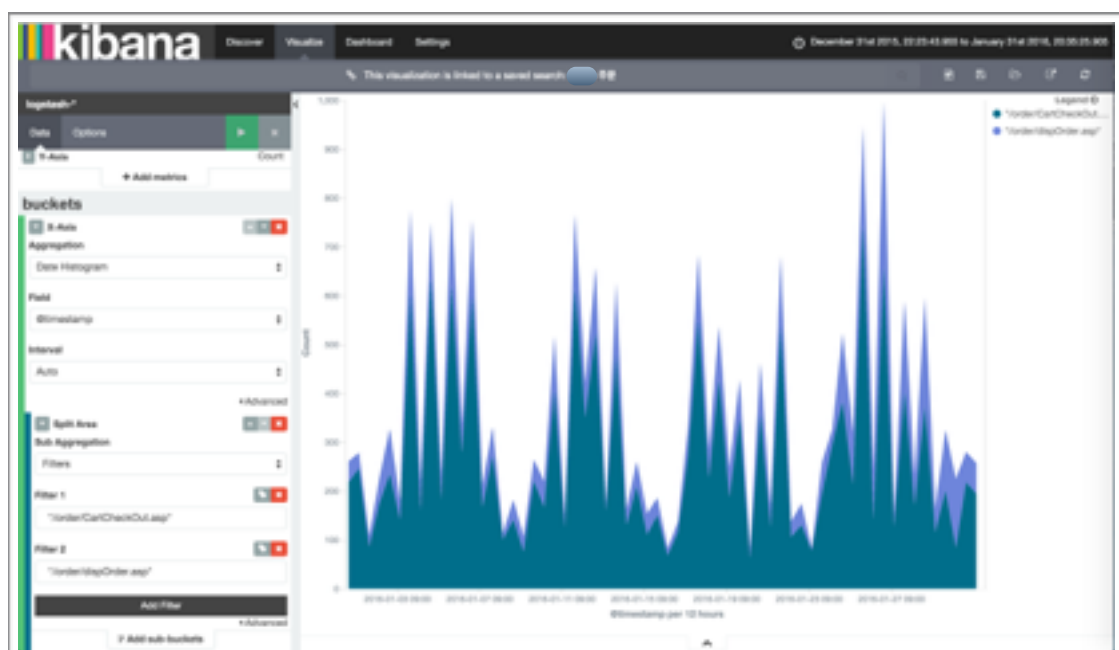 kibana
Discover Visualize Dashboard Settings
December 31st 2015, 22:23:43.955 to January 31st 2016, 20:35:25.905
This visualization is linked to a saved search
logstash-*
Data Options
Y-Axis Count
+ Add metrics
buckets
X-Axis
Aggregation
Date Histogram
Field
@timestamp
Interval
Auto
Advanced
Split Area
Sub Aggregation
Filters
Filter 1
"/order/CartCheckOut.asp"
Filter 2
"/order/dispOrder.asp"
Add Filter
Advanced
Add sub-buckets
Legend
"/order/CartCheckOut....
"/order/dispOrder.asp"
1,000
900
800
700
600
500
400
300
200
100
0
Count
2016-01-03 09:00 2016-01-07 09:00 2016-01-11 09:00 2016-01-15 09:00 2016-01-19 09:00 2016-01-23 09:00 2016-01-27 09:00
@timestamp per 12 hours